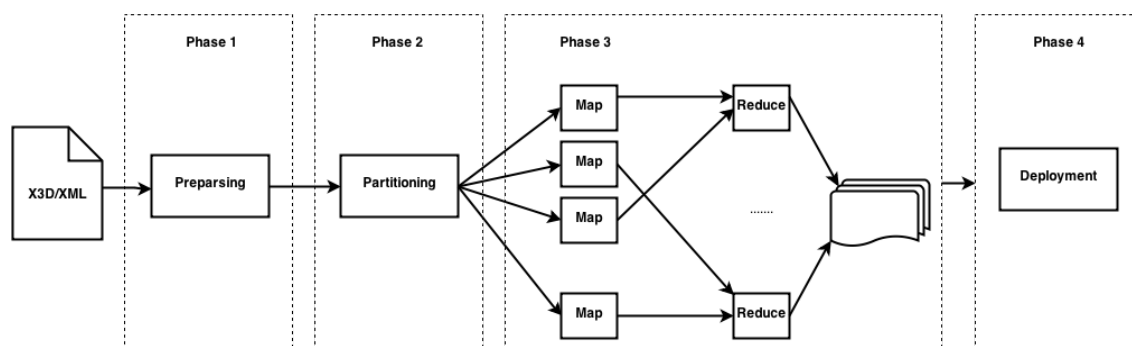 Phase 1
Phase 2
Phase 3
Phase 4
X3D/XML
Preparsing
Partitioning
Map
Map
Map
Map
Reduce
.......
Reduce
Deployment